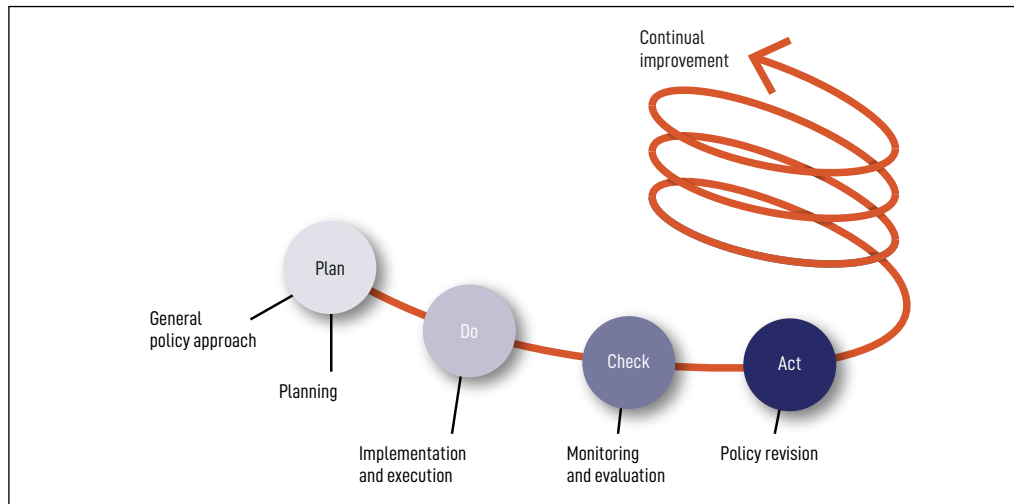 Continual
improvement
Plan
General
policy approach
Do
Planning
Check
Act
Implementation
and execution
Monitoring
and evaluation
Policy revision